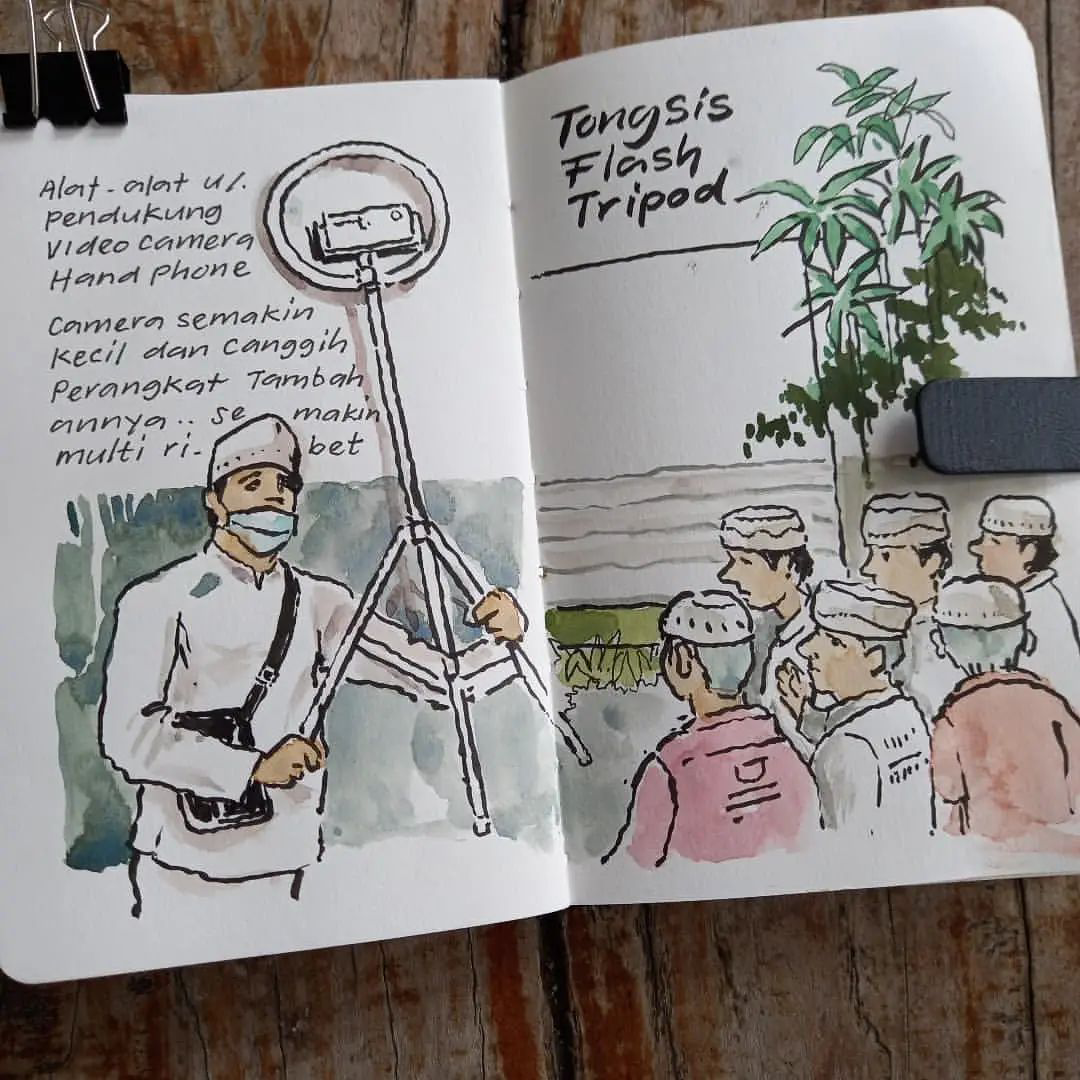 Alat-alat u/.
pendukung
video camera
Hand phone
Camera semakin
kecil dan canggih
Perangkat Tambah
annya.. se makin
multi ri- bet
Tongsis
Flash
Tripod